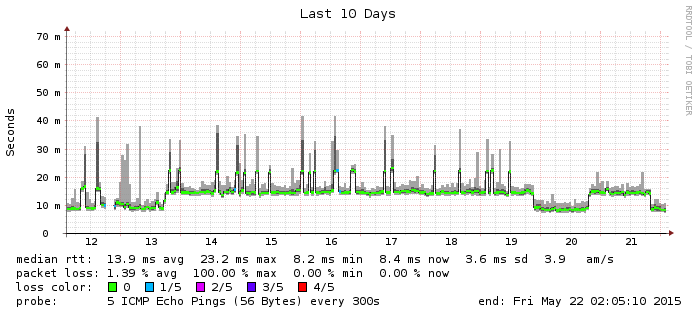 Last 10 Days
RRDTOOL / TOBI OETIKER
Seconds
70 m
60 m
50 m
40 m
30 m
20 m
10 m
0
12 13 14 15 16 17 18 19 20 21
median rtt: 13.9 ms avg 23.2 ms max 8.2 ms min 8.4 ms now 3.6 ms sd 3.9 am/s
packet loss: 1.39 % avg 100.00 % max 0.00 % min 0.00 % now
loss color: 0 1/5 2/5 3/5 4/5
probe: 5 ICMP Echo Pings (56 Bytes) every 300s end: Fri May 22 02:05:10 2015